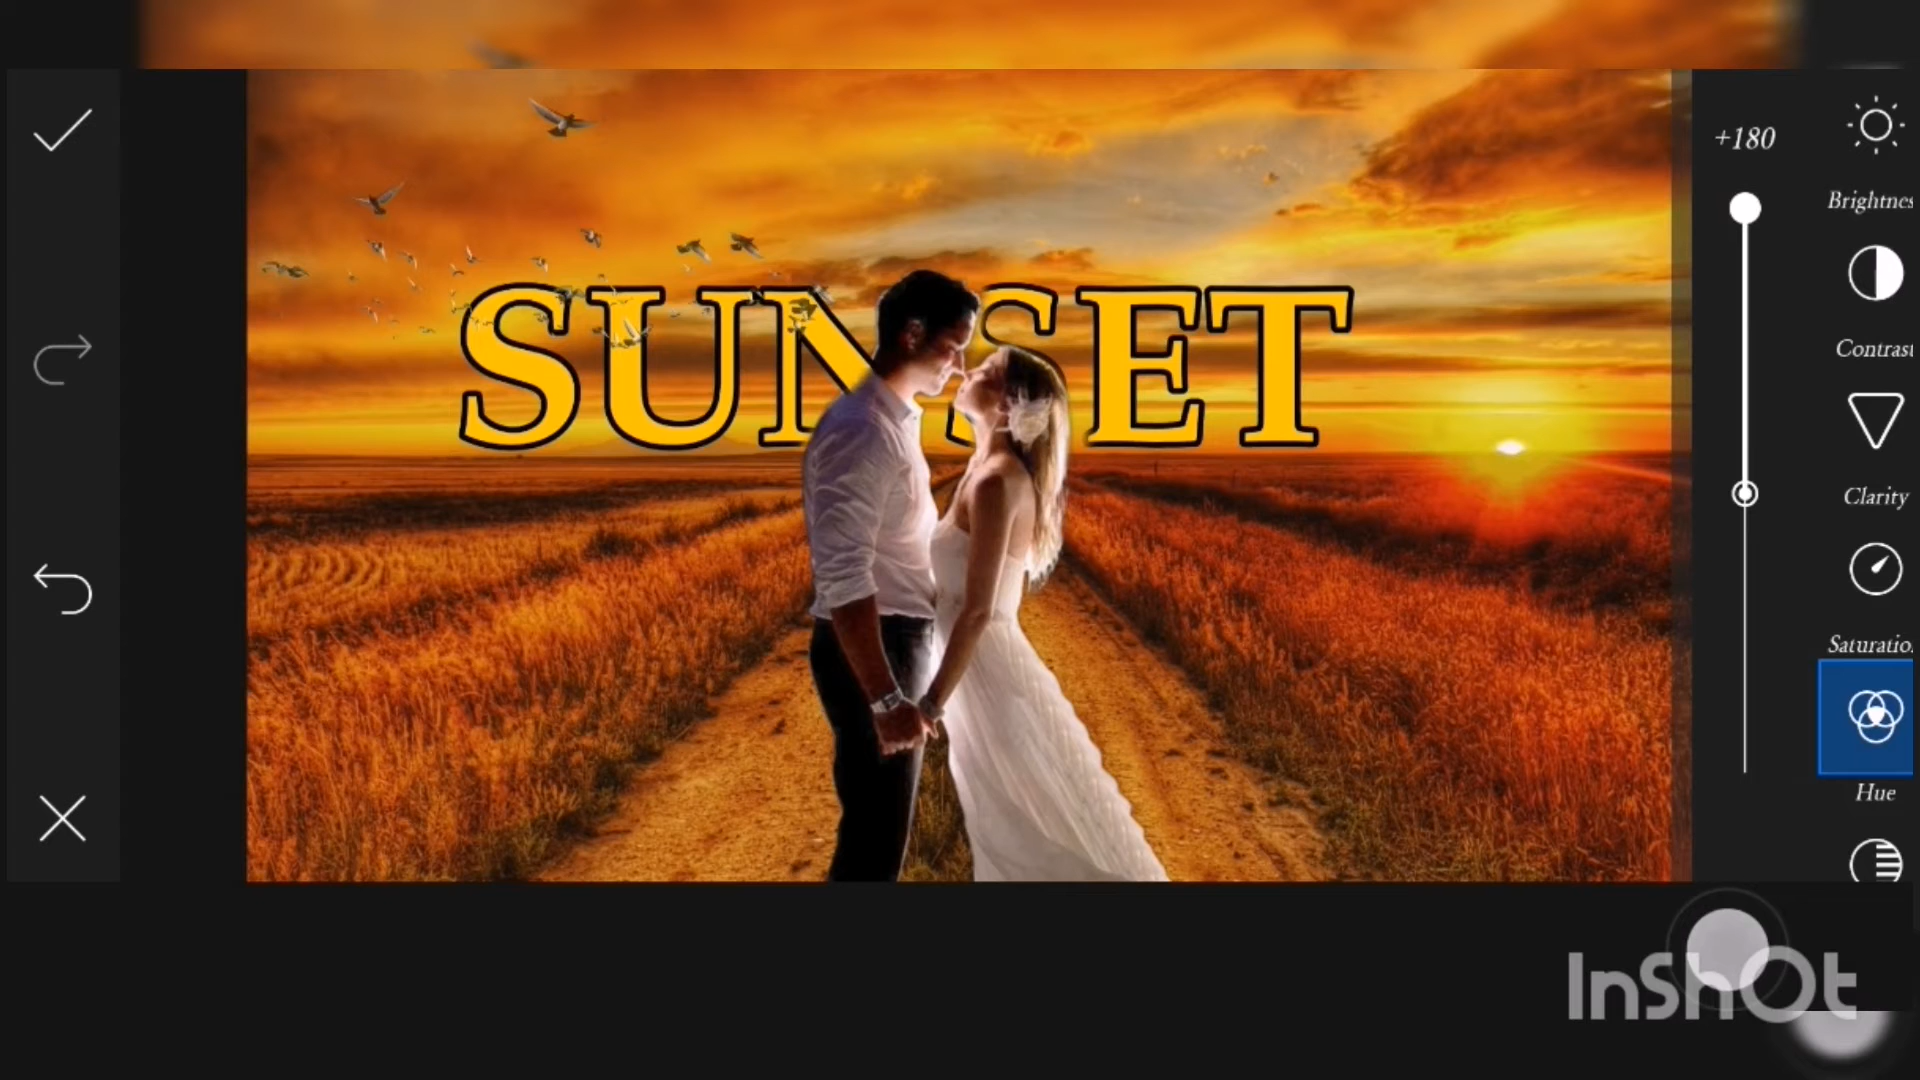 SUNSET
+180
Brightnes
Contrast
Clarity
Saturatio
Hue
InShOt